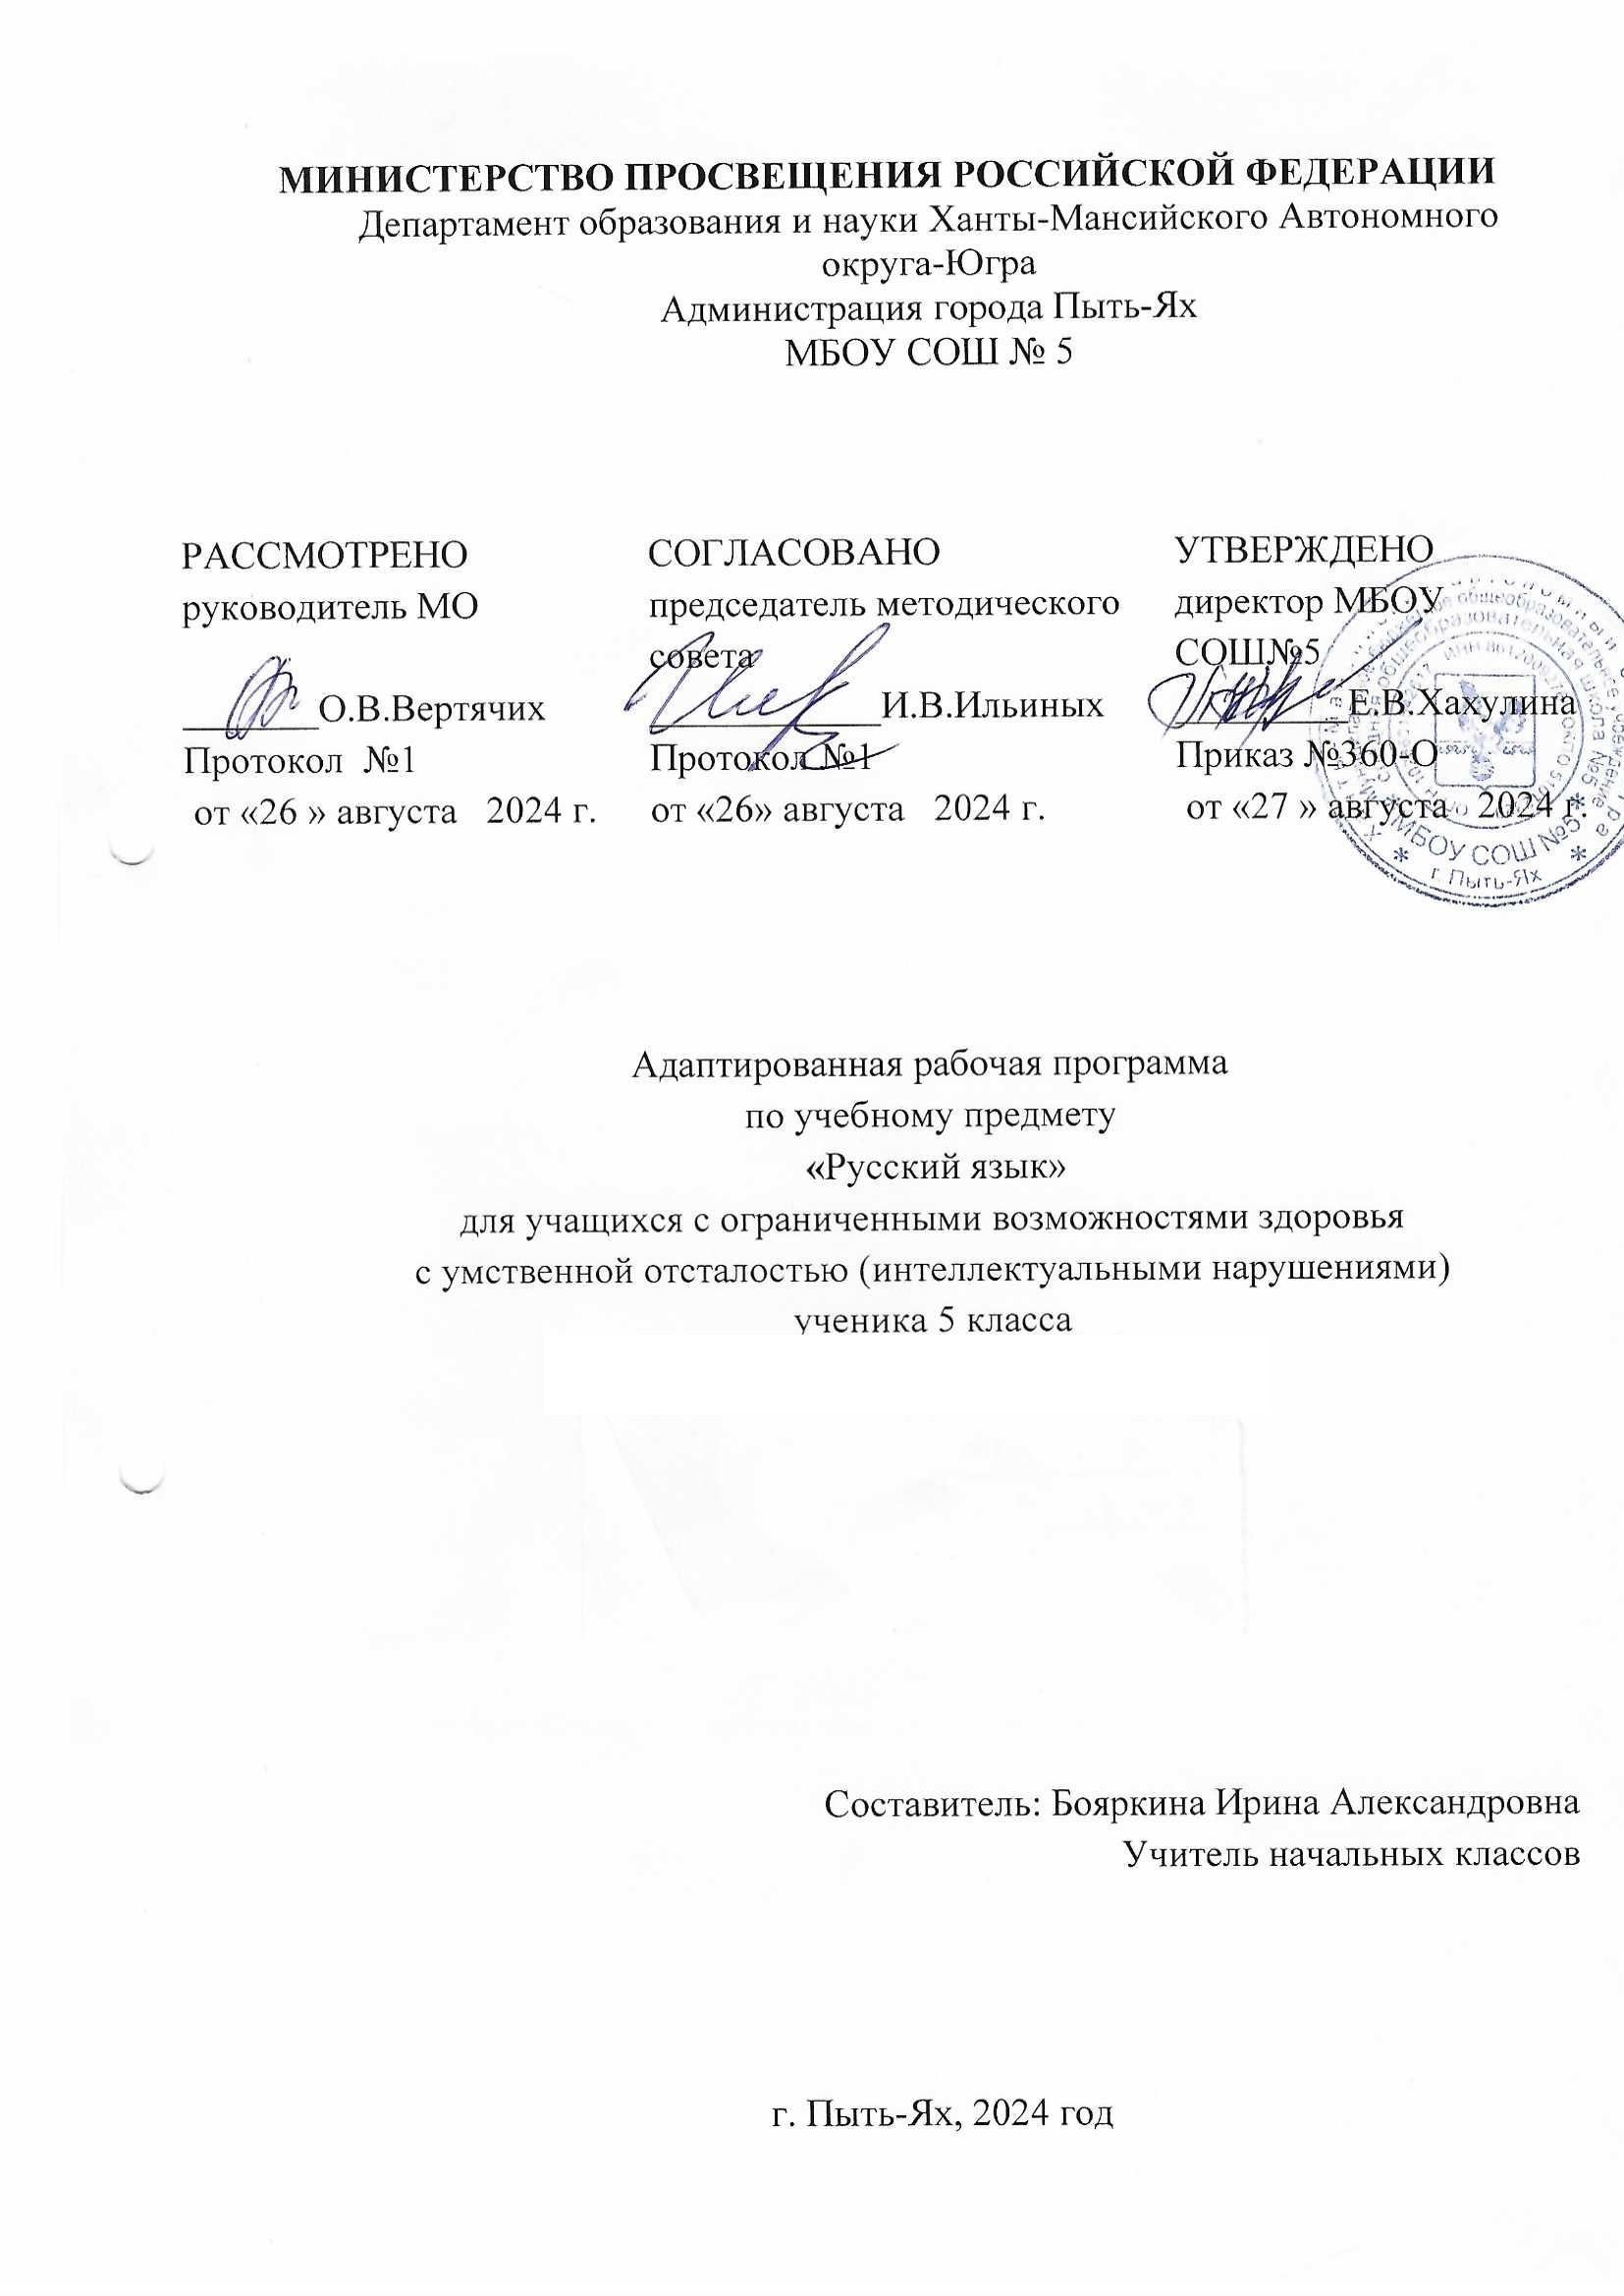 МИНИСТЕРСТВО ПРОСВЕЩЕНИЯ РОССИЙСКОЙ ФЕДЕРАЦИИ
Департамент образования и науки Ханты-Мансийского Автономного
округа-Югра
Администрация города Пыть-Ях
МБОУ СОШ № 5
РАССМОТРЕНО
руководитель МО
________О.В.Вертячих
Протокол №1
от «26 » августа 2024 г.
СОГЛАСОВАНО
председатель методического
совета
____________И.В.Ильиных
Протокол №1
от «26» августа 2024 г.
УТВЕРЖДЕНО
директор МБОУ
СОШ№5
_________Е.В.Хахулина
Приказ №360-О
от «27 » августа 2024 г.
* МБОУ СОШ №5 *
г. Пыть-Ях
Адаптированная рабочая программа
по учебному предмету
«Русский язык»
для учащихся с ограниченными возможностями здоровья
с умственной отсталостью (интеллектуальными нарушениями)
ученика 5 класса
Составитель: Бояркина Ирина Александровна
Учитель начальных классов
г. Пыть-Ях, 2024 год